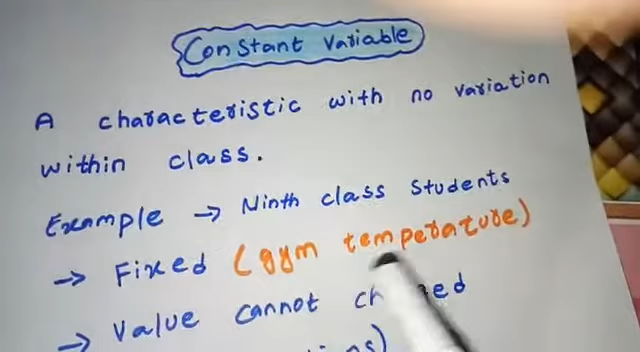 Constant Variable
A characteristic with no variation
within class.
Example → Ninth class students
→ Fixed (gym temperature)
→ Value cannot